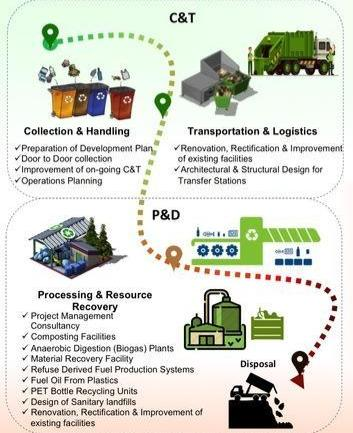 C&T
Collection & Handling
✓Preparation of Development Plan
✓Door to Door collection
✓Improvement of on-going C&T
✓Operations Planning
Transportation & Logistics
✓Renovation, Rectification & Improvement
of existing facilities
✓Architectural & Structural Design for
Transfer Stations
P&D
Processing & Resource
Recovery
✓ Project Management
Consultancy
✓ Composting Facilities
✓ Anaerobic Digestion (Biogas) Plants
✓ Material Recovery Facility
✓ Refuse Derived Fuel Production Systems
✓ Fuel Oil From Plastics
✓ PET Bottle Recycling Units
✓ Design of Sanitary landfills
✓ Renovation, Rectification & Improvement of
existing facilities
Disposal